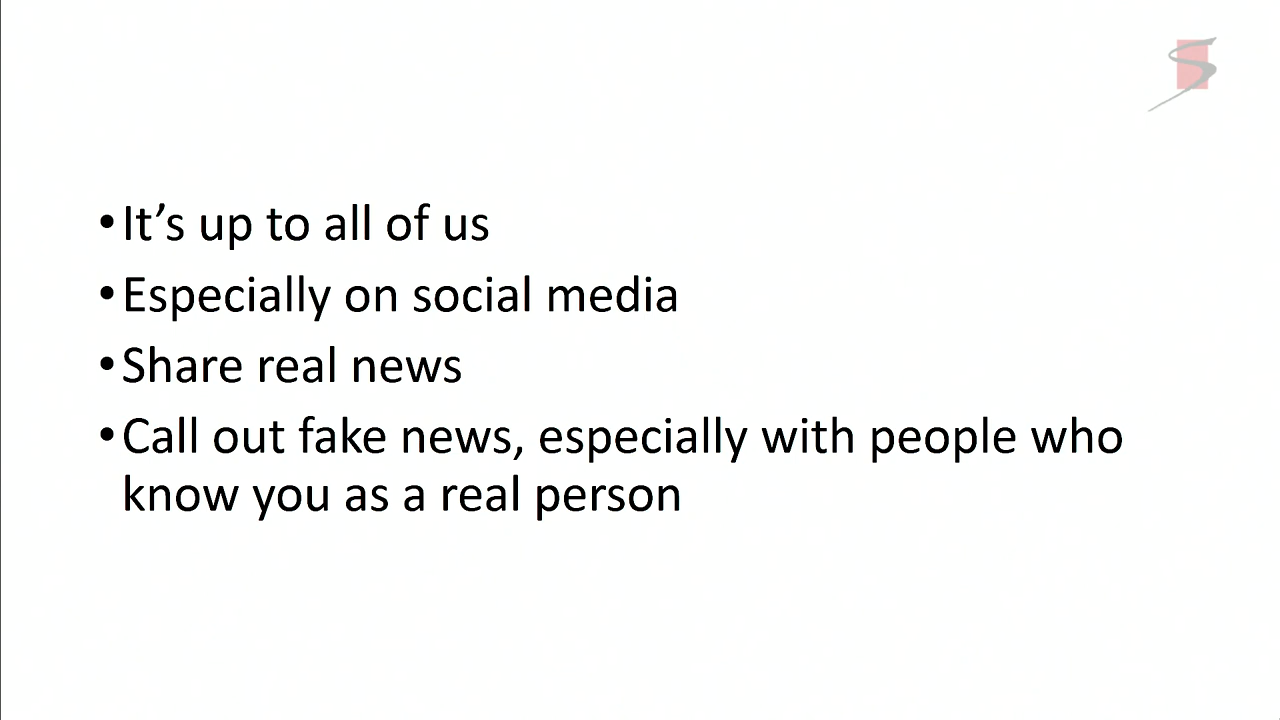 •It’s up to all of us
•Especially on social media
•Share real news
•Call out fake news, especially with people who
know you as a real person